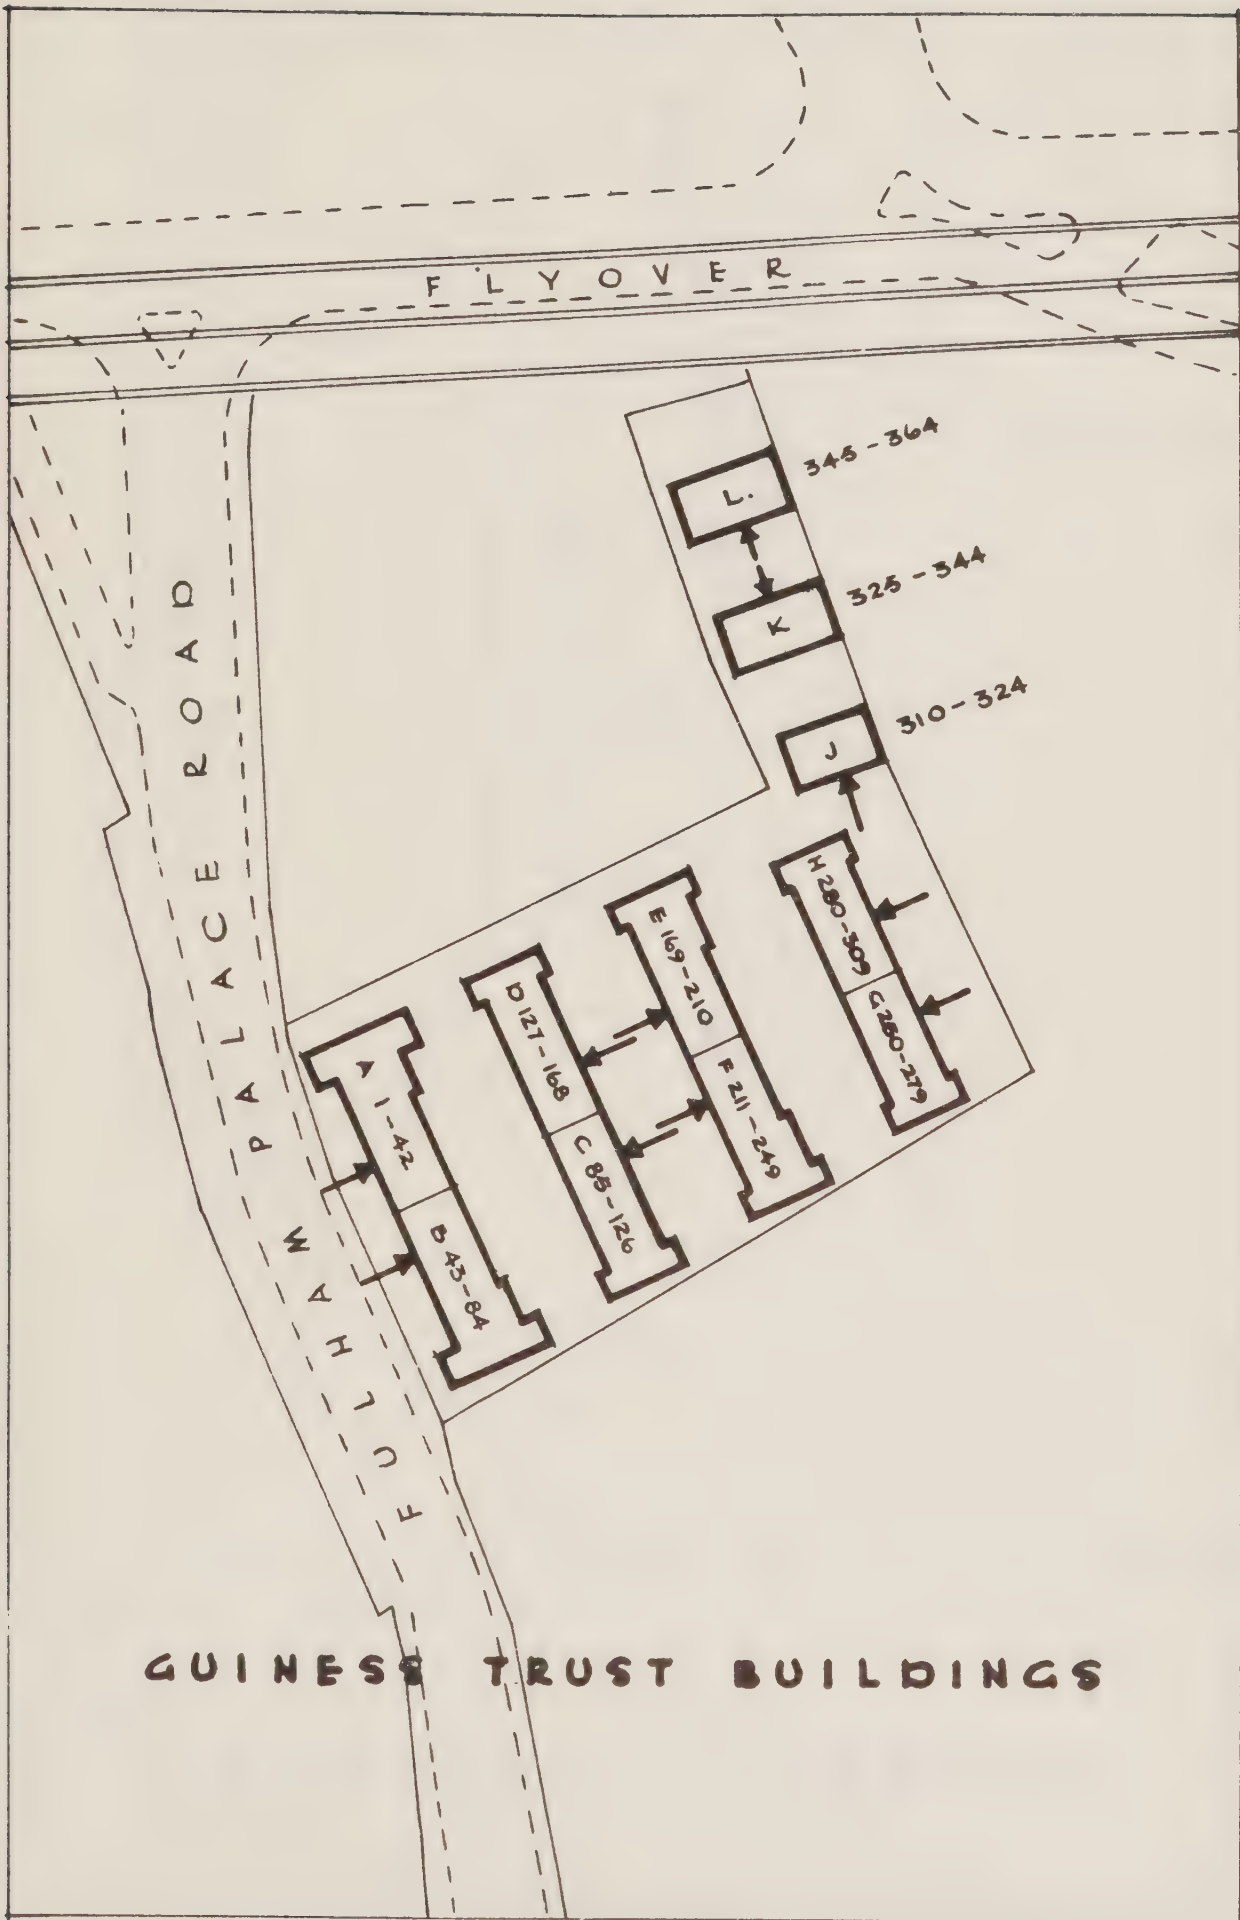 FLYOVER
345-364
L.
325-344
K
310-324
J
FULHAM PALACE ROAD
H 280-309
G 250-279
E 169-210
F 211-249
D 127-168
C 85-126
A 1-42
B 43-84
GUINESS TRUST BUILDINGS